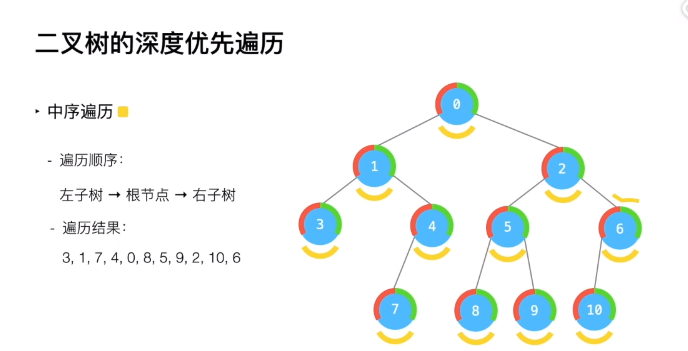 二叉树的深度优先遍历
‣ 中序遍历
- 遍历顺序：
左子树 → 根节点 → 右子树
- 遍历结果：
3, 1, 7, 4, 0, 8, 5, 9, 2, 10, 6
0
1
2
3
4
5
6
7
8
9
10